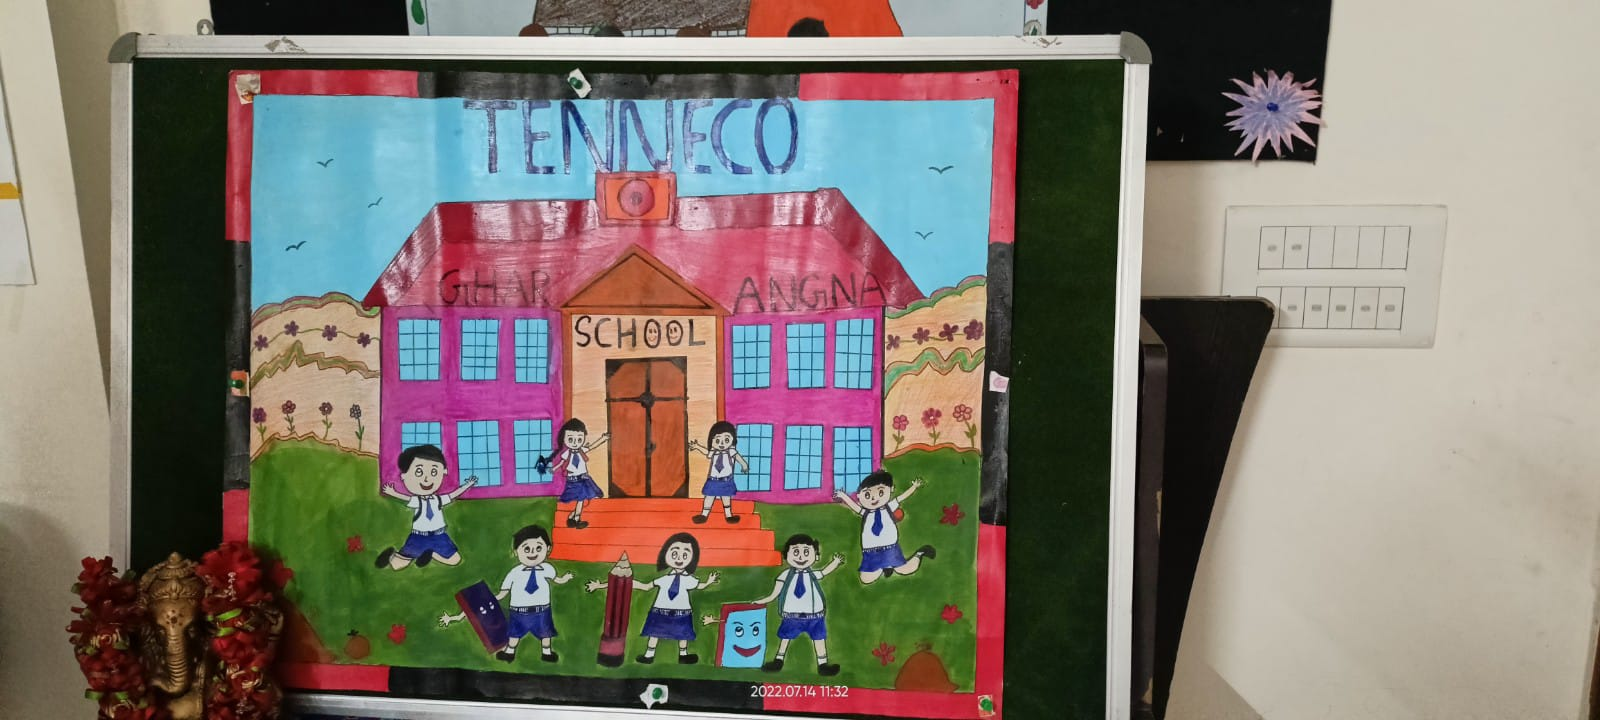 TENNECO
GHAR ANGNA
SCHOOL
2022.07.14 11:32